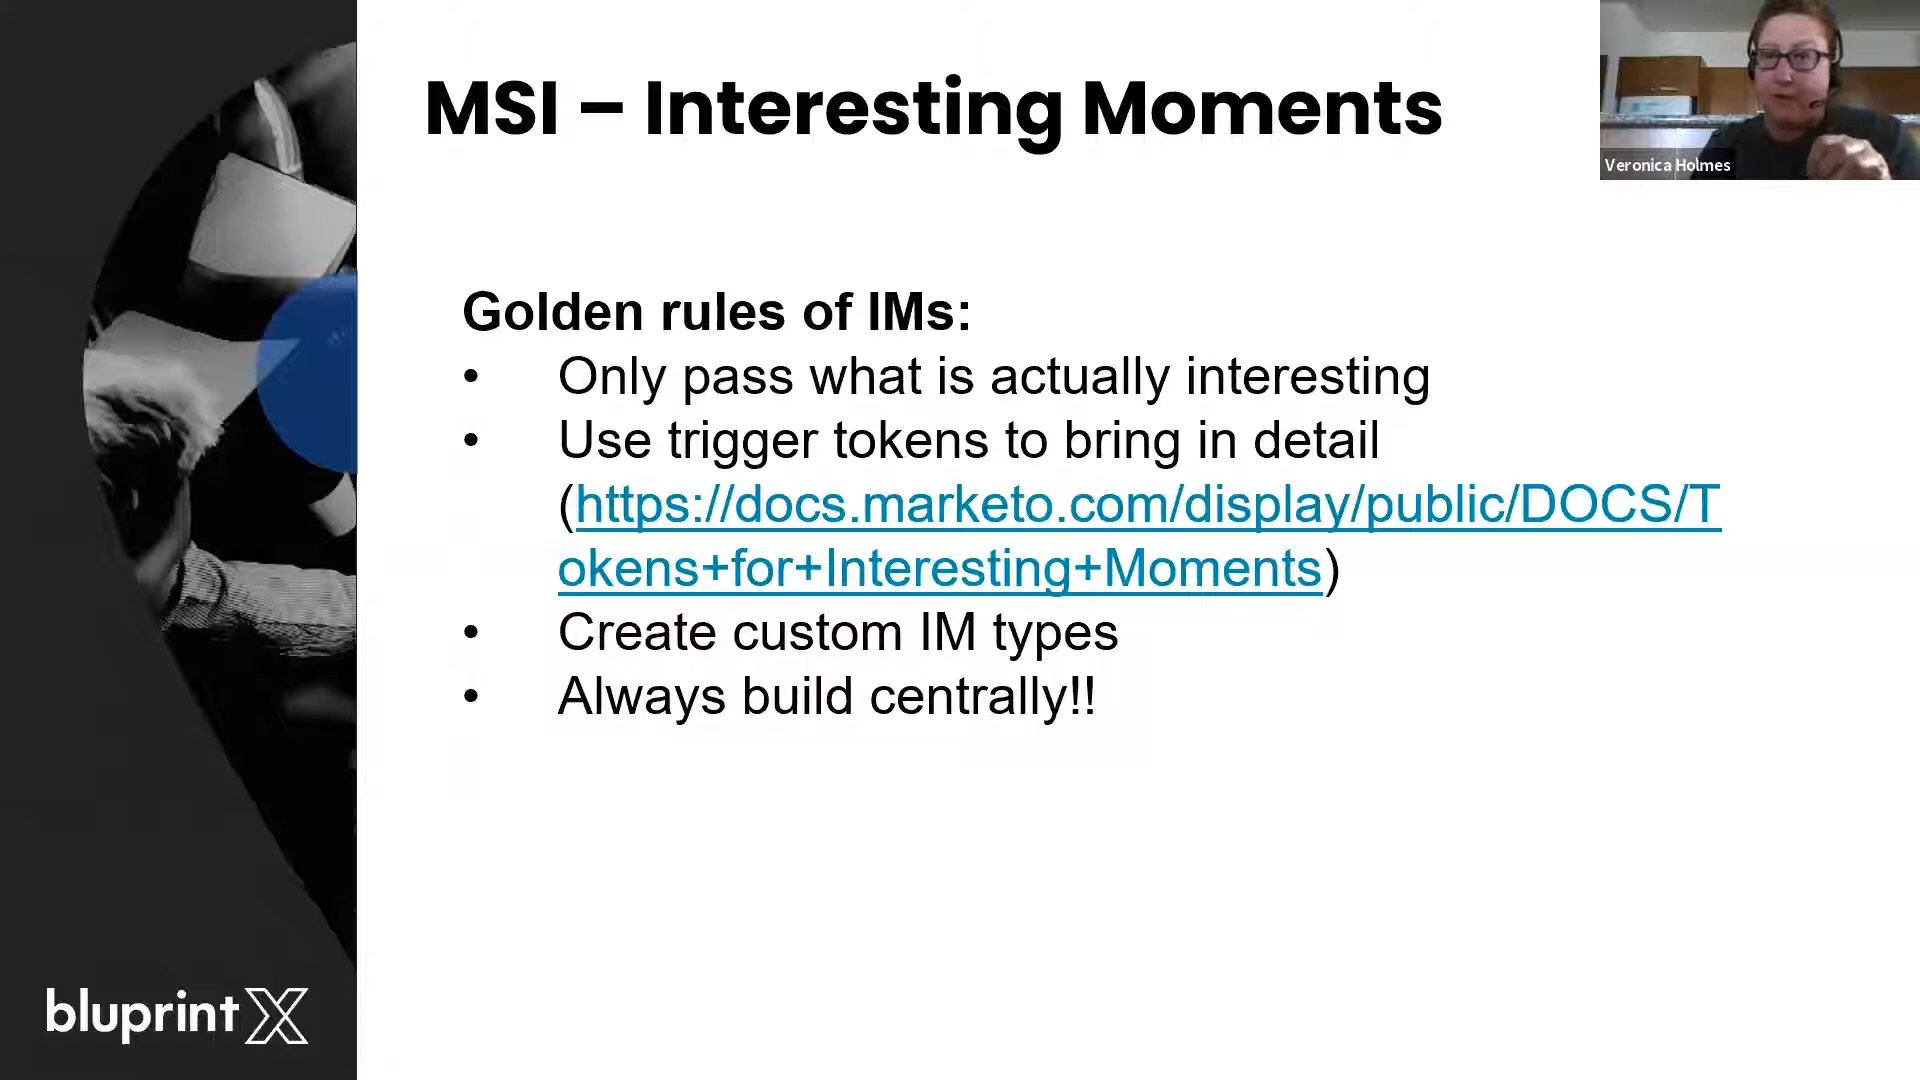 MSI – Interesting Moments
Veronica Holmes
Golden rules of IMs:
• Only pass what is actually interesting
• Use trigger tokens to bring in detail
(https://docs.marketo.com/display/public/DOCS/T
okens+for+Interesting+Moments)
• Create custom IM types
• Always build centrally!!
bluprint X